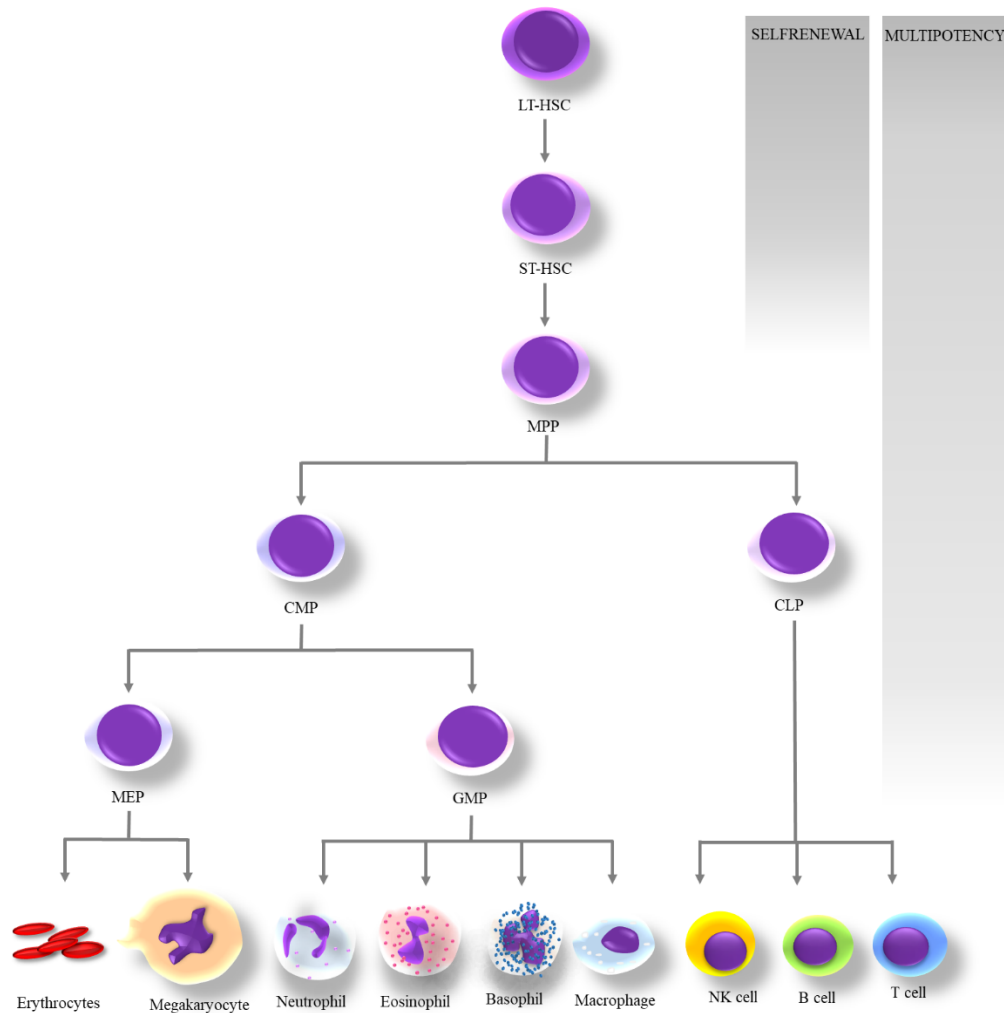 SELFRENEWAL
MULTIPOTENCY
LT-HSC
ST-HSC
MPP
CMP
CLP
MEP
GMP
Erythrocytes
Megakaryocyte
Neutrophil
Eosinophil
Basophil
Macrophage
NK cell
B cell
T cell